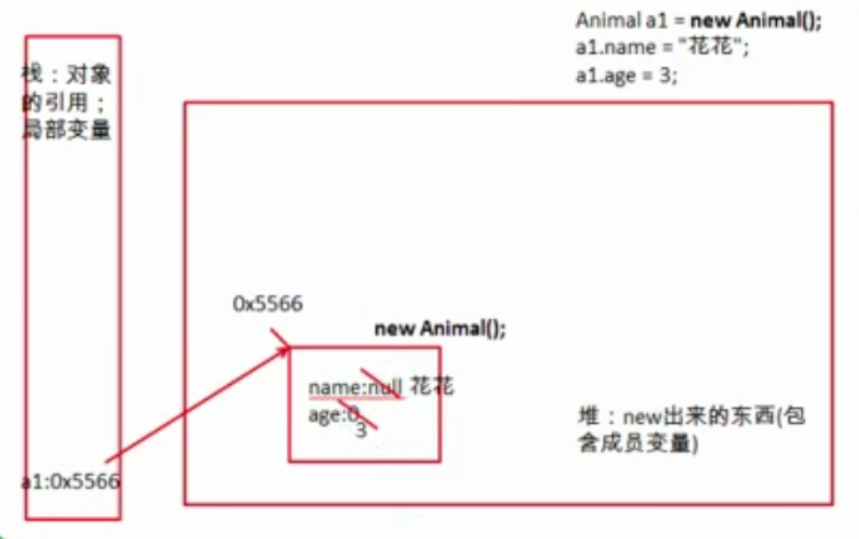 Animal a1 = new Animal();
a1.name = "花花";
a1.age = 3;
栈：对象
的引用；
局部变量
0x5566
new Animal();
name:null 花花
age:0
3
堆：new出来的东西(包
含成员变量)
a1:0x5566